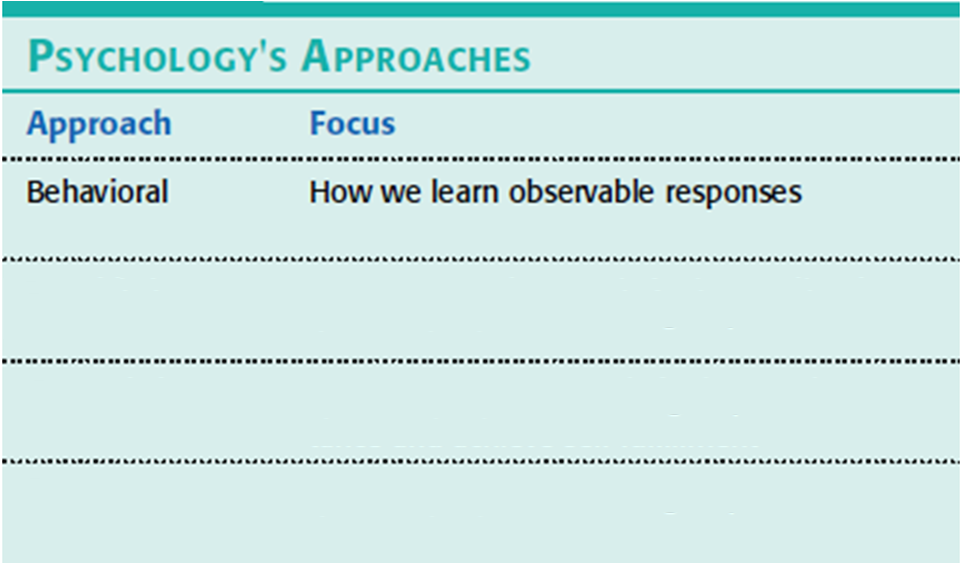 PSYCHOLOGY'S APPROACHES
Approach Focus
Behavioral How we learn observable responses